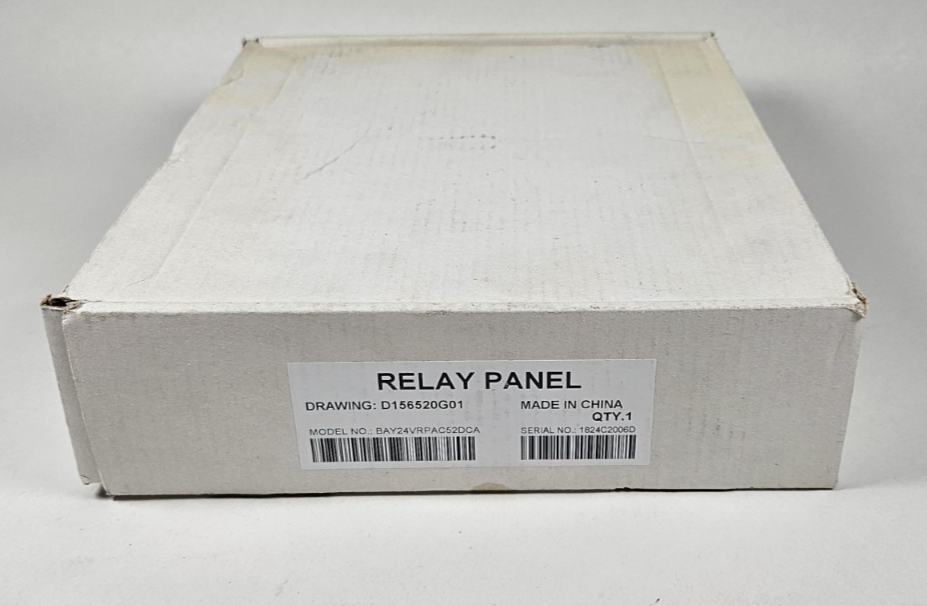 RELAY PANEL
DRAWING: D156520G01
MADE IN CHINA
QTY.1
MODEL NO.: BAY24VRPAC52DCA
SERIAL NO.: 1824C2006D